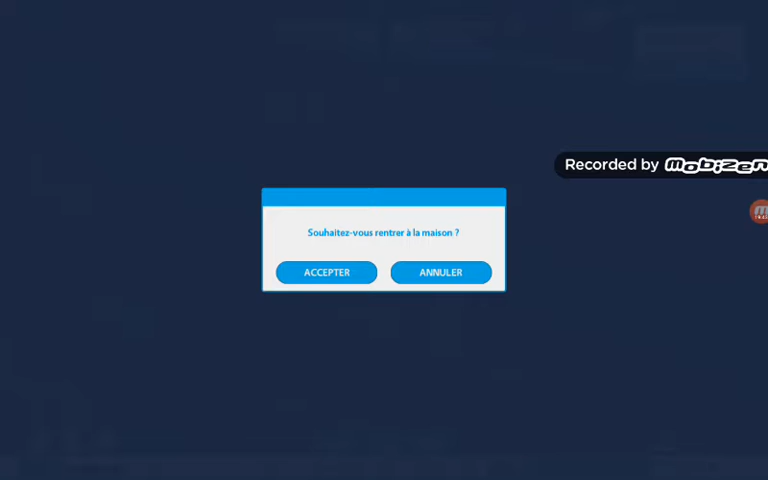 Recorded by Mobizen
Souhaitez-vous rentrer à la maison ?
ACCEPTER
ANNULER